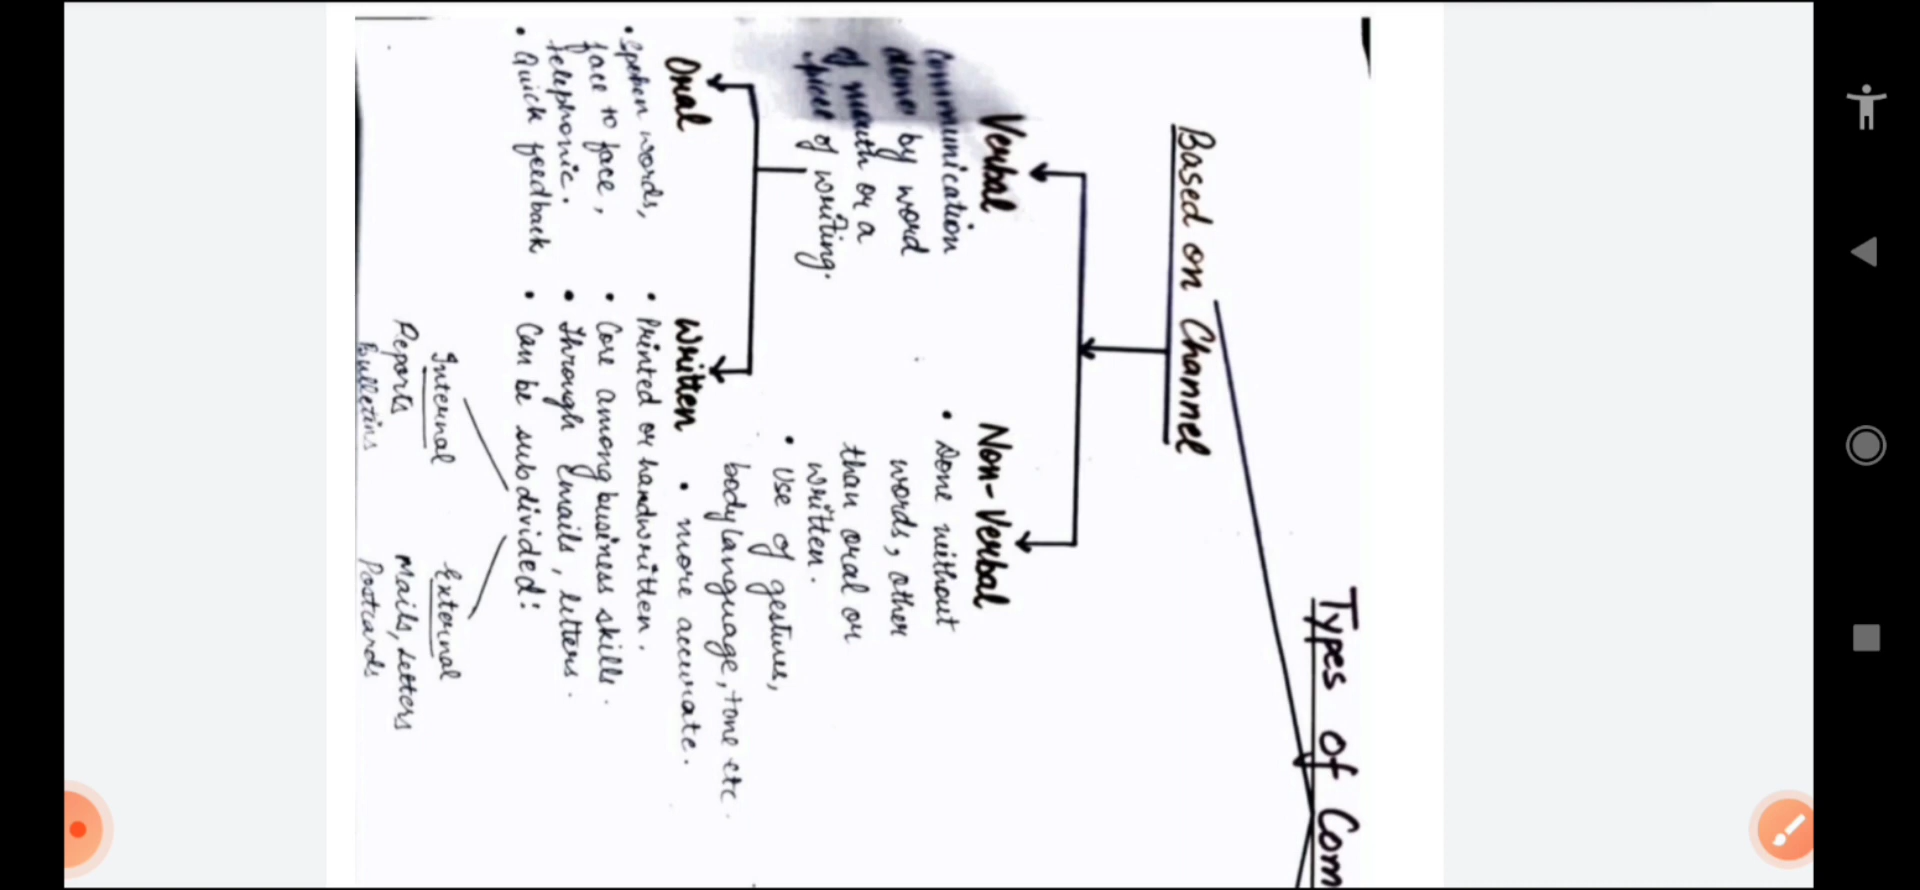 Types of Com
Based on Channel
Verbal
Communication
done by word
of mouth or a
piece of writing.
Non-Verbal
• Done without
words, other
than oral or
written.
• Use of gestures,
body language, tone etc.
• more accurate.
Oral
• Spoken words,
face to face,
telephonic.
• Quick feedback
Written
• Printed or handwritten.
• Core among business skills.
• Through Emails, letters.
• Can be subdivided:
Internal
Reports
Bulletins
External
Mails, Letters
Postcards